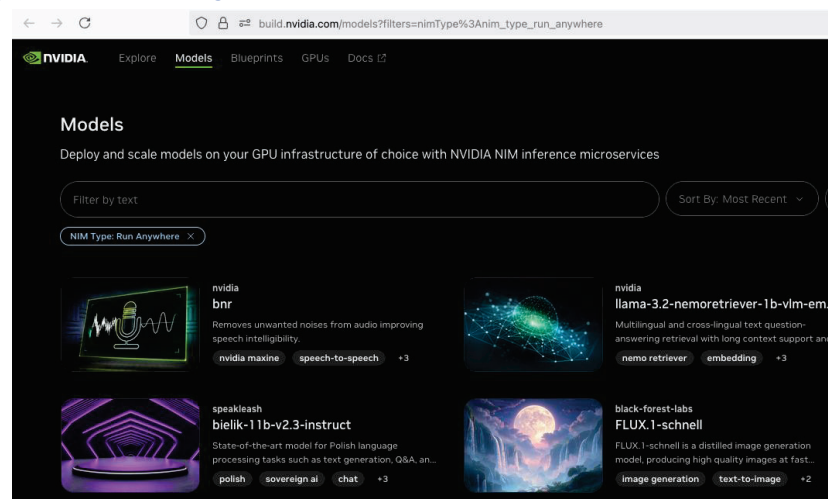 build.nvidia.com/models?filters=nimType%3Anim_type_run_anywhere
NVIDIA. Explore Models Blueprints GPUs Docs
Models
Deploy and scale models on your GPU infrastructure of choice with NVIDIA NIM inference microservices
Filter by text
Sort By: Most Recent
NIM Type: Run Anywhere ×
nvidia
bnr
Removes unwanted noises from audio improving
speech intelligibility.
nvidia maxine speech-to-speech +3
nvidia
llama-3.2-nemoretriever-1b-vlm-em.
Multilingual and cross-lingual text question-
answering retrieval with long context support and
nemo retriever embedding +3
speakleash
bielik-11b-v2.3-instruct
State-of-the-art model for Polish language
processing tasks such as text generation, Q&A, an...
polish sovereign ai chat +3
black-forest-labs
FLUX.1-schnell
FLUX.1-schnell is a distilled image generation
model, producing high quality images at fast...
image generation text-to-image +2